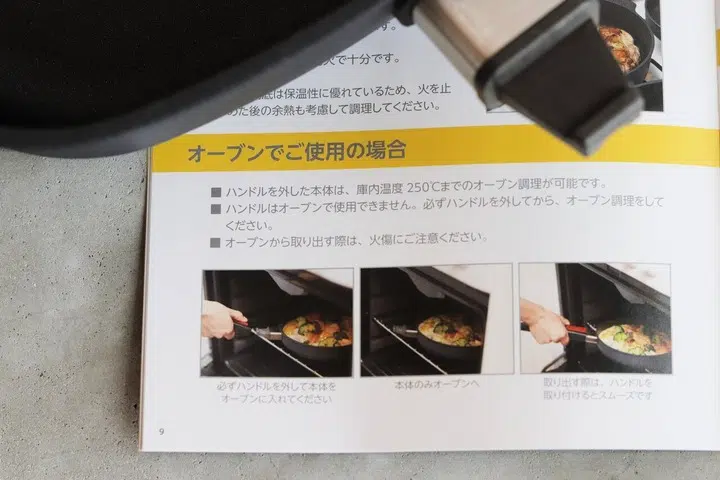 す。
火で十分です。
底は保温性に優れているため、火を止
めた後の余熱も考慮して調理してください。
オーブンでご使用の場合
■ ハンドルを外した本体は、庫内温度 250℃までのオーブン調理が可能です。
■ ハンドルはオーブンで使用できません。必ずハンドルを外してから、オーブン調理をして
ください。
■ オーブンから取り出す際は、火傷にご注意ください。
必ずハンドルを外して本体を
オーブンに入れてください
本体のみオーブンへ
取り出す際は、ハンドルを
取り付けるとスムーズです
9